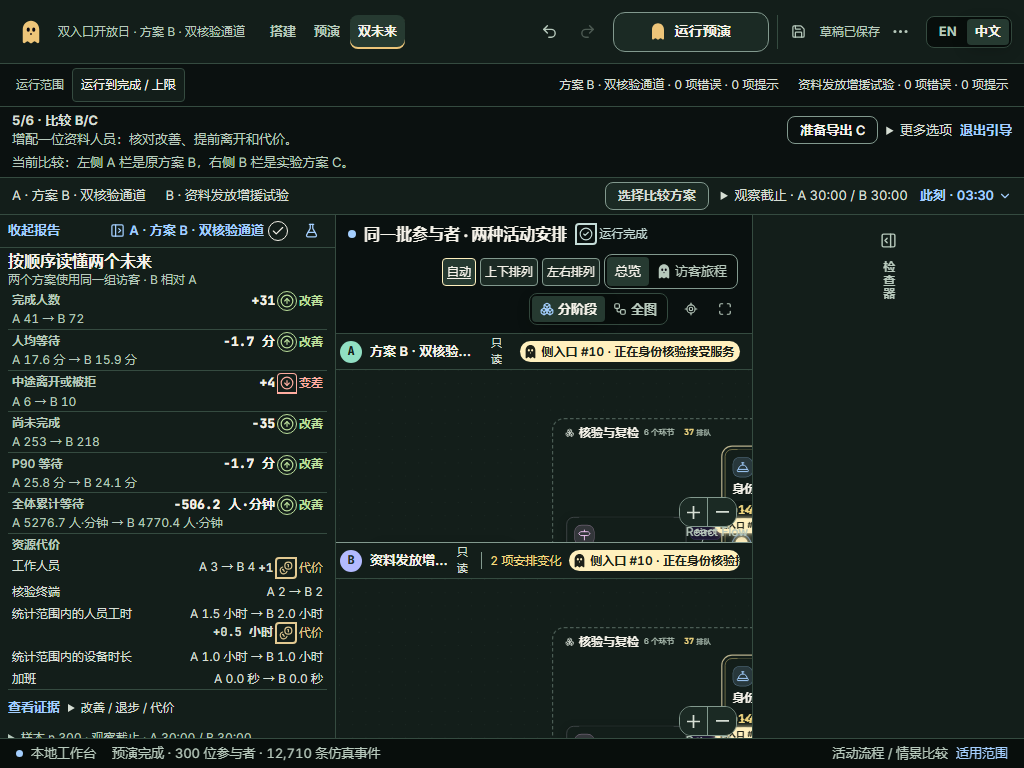 双入口开放日 · 方案 B · 双核验通道 搭建 预演 双未来 运行预演 草稿已保存 EN 中文
运行范围 运行到完成 / 上限 方案 B · 双核验通道 · 0 项错误 · 0 项提示 资料发放增援试验 · 0 项错误 · 0 项提示
5/6 · 比较 B/C
增配一位资料人员：核对改善、提前离开和代价。
当前比较：左侧 A 栏是原方案 B，右侧 B 栏是实验方案 C。
准备导出 C 更多选项 退出引导
A · 方案 B · 双核验通道 B · 资料发放增援试验 选择比较方案 观察截止 · A 30:00 / B 30:00 此刻 · 03:30
收起报告 A · 方案 B · 双核验通道
按顺序读懂两个未来
两个方案使用同一组访客 · B 相对 A
完成人数 +31 改善
A 41 → B 72
人均等待 -1.7 分 改善
A 17.6 分 → B 15.9 分
中途离开或被拒 +4 变差
A 6 → B 10
尚未完成 -35 改善
A 253 → B 218
P90 等待 -1.7 分 改善
A 25.8 分 → B 24.1 分
全体累计等待 -506.2 人·分钟 改善
A 5276.7 人·分钟 → B 4770.4 人·分钟
资源代价
工作人员 A 3 → B 4 +1 代价
核验终端 A 2 → B 2
统计范围内的人员工时 A 1.5 小时 → B 2.0 小时
+0.5 小时 代价
统计范围内的设备时长 A 1.0 小时 → B 1.0 小时
加班 A 0.0 秒 → B 0.0 秒
查看证据 改善 / 退步 / 代价
样本 n 300 · 观察截止 · A 30:00 / B 30:00
同一批参与者 · 两种活动安排 运行完成
自动 上下排列 左右排列 总览 访客旅程
分阶段 全图
A 方案 B · 双核验... 只读 侧入口 #10 · 正在身份核验接受服务
核验与复检 6 个环节 37 排队
身份
B 资料发放增... 只读 2 项安排变化 侧入口 #10 · 正在身份核验
核验与复检 6 个环节 37 排队
身份
检查器
本地工作台 预演完成 · 300 位参与者 · 12,710 条仿真事件 活动流程 / 情景比较 适用范围